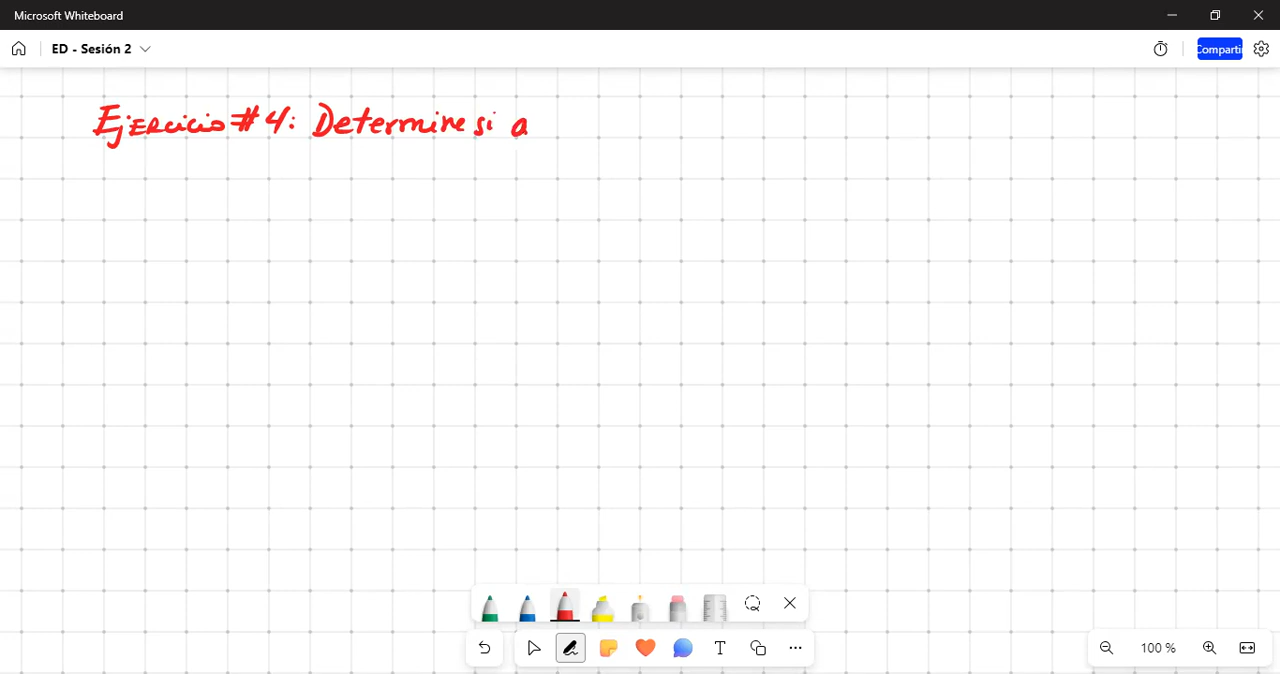 Microsoft Whiteboard
ED - Sesión 2
Compartir
Ejercicio #4: Determine si a
100 %